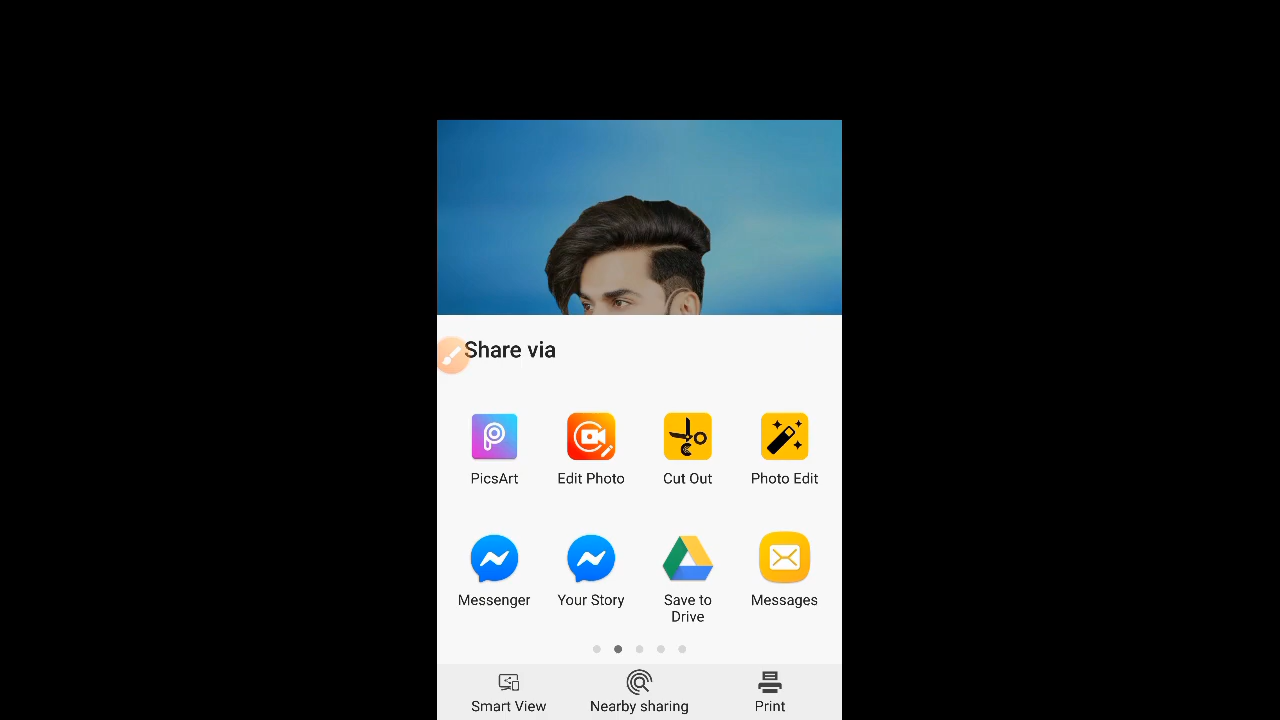 Share via
PicsArt
Edit Photo
Cut Out
Photo Edit
Messenger
Your Story
Save to
Drive
Messages
Smart View
Nearby sharing
Print